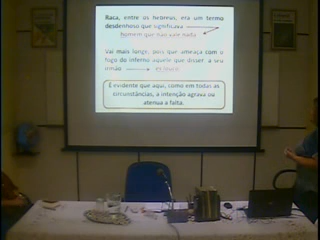 Raca, entre os hebreus, era um termo
desdenhoso que significava
homem que não vale nada
Vai mais longe, pois que ameaça com o
fogo do inferno aquele que disser a seu
irmão
És louco
É evidente que aqui, como em todas as
circunstâncias, a intenção agrava ou
atenua a falta.